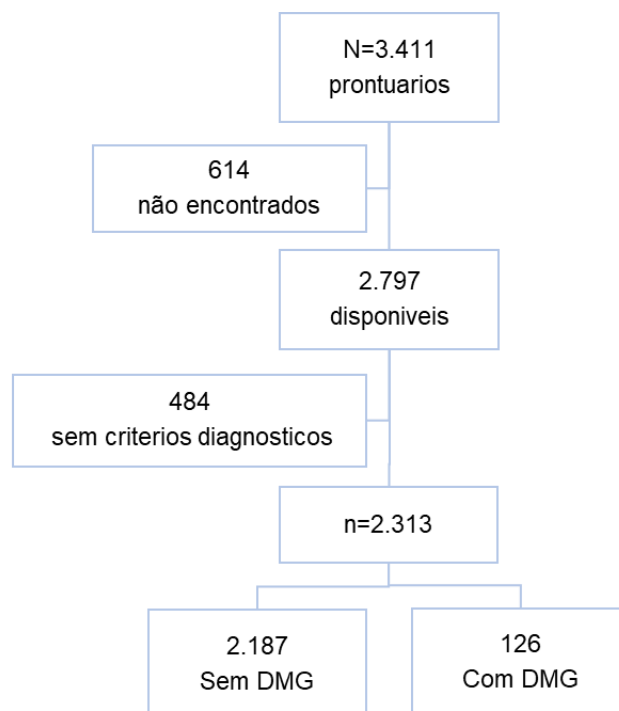 N=3.411
prontuarios
614
não encontrados
2.797
disponiveis
484
sem criterios diagnosticos
n=2.313
2.187
Sem DMG
126
Com DMG